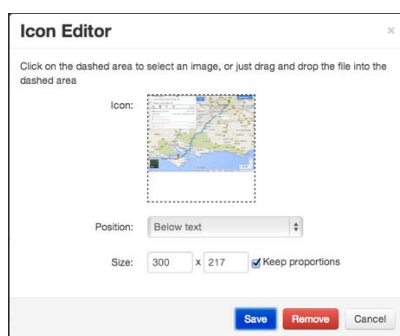 Icon Editor
×
Click on the dashed area to select an image, or just drag and drop the file into the
dashed area
Icon:
Position: Below text
Size: 300 x 217 Keep proportions
Save Remove Cancel